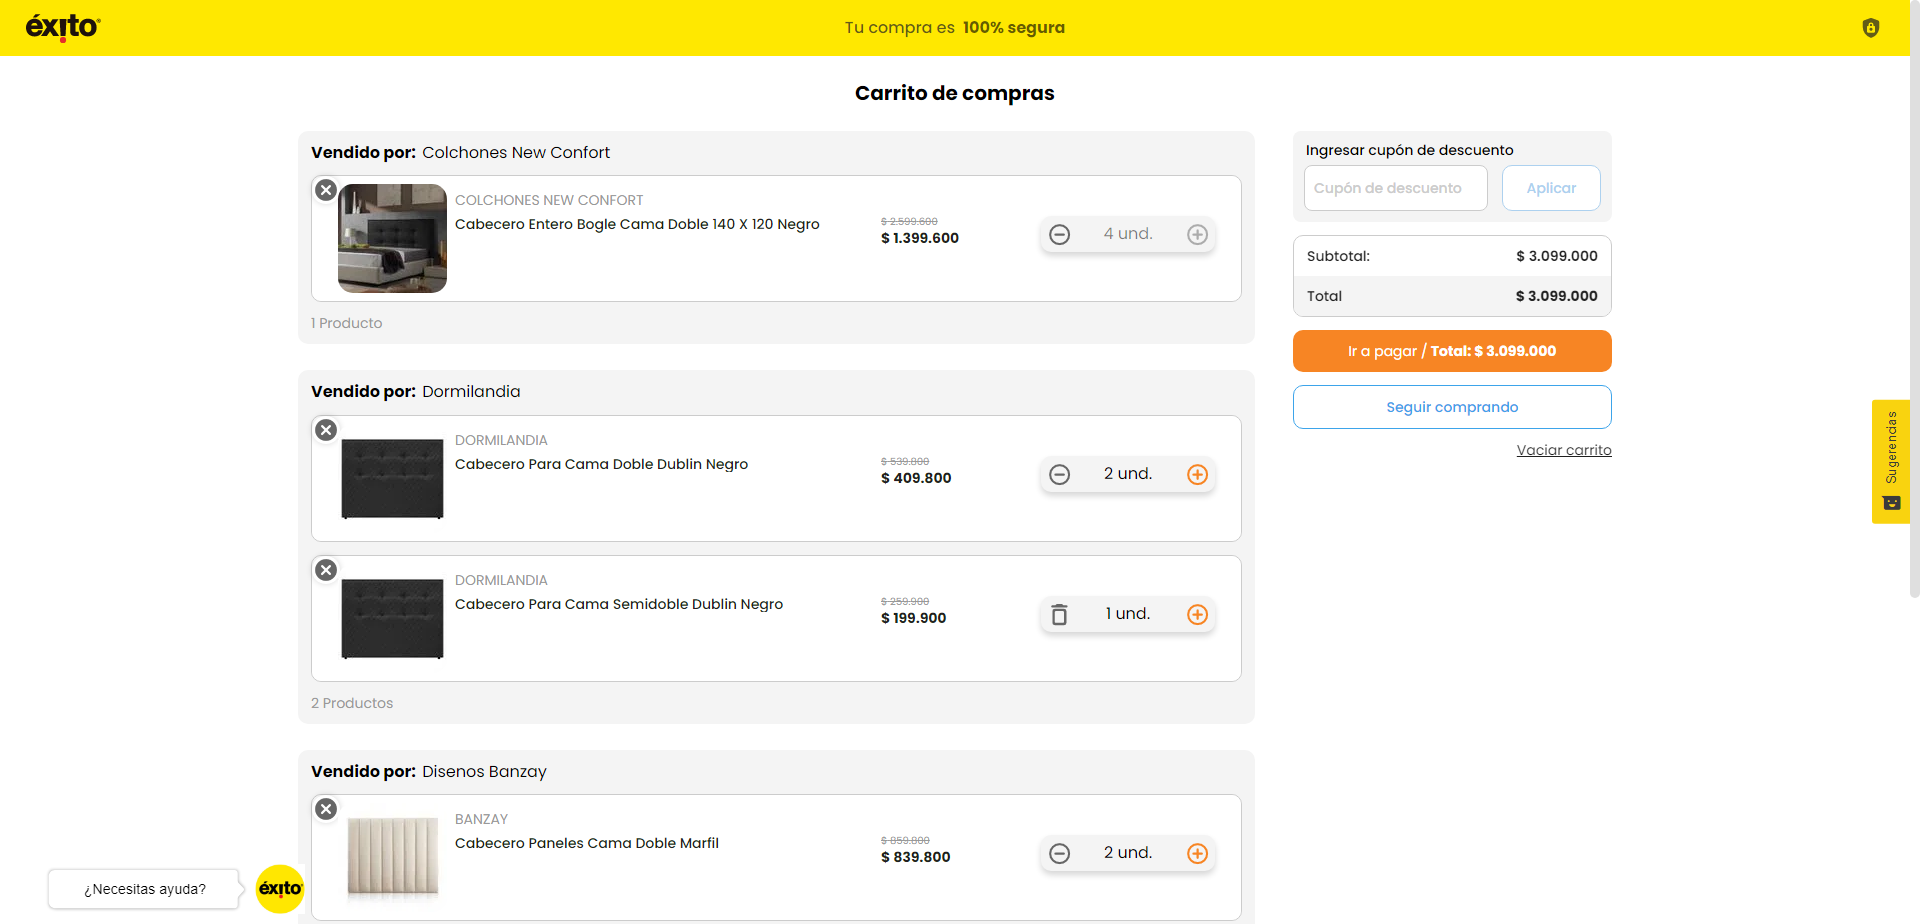 éxito
Tu compra es 100% segura
Carrito de compras
Vendido por: Colchones New Confort
COLCHONES NEW CONFORT
Cabecero Entero Bogle Cama Doble 140 X 120 Negro
$ 2.599.600
$ 1.399.600
4 und.
1 Producto
Vendido por: Dormilandia
DORMILANDIA
Cabecero Para Cama Doble Dublin Negro
$ 539.800
$ 409.800
2 und.
DORMILANDIA
Cabecero Para Cama Semidoble Dublin Negro
$ 259.900
$ 199.900
1 und.
2 Productos
Vendido por: Disenos Banzay
BANZAY
Cabecero Paneles Cama Doble Marfil
$ 859.800
$ 839.800
2 und.
Ingresar cupón de descuento
Cupón de descuento
Aplicar
Subtotal: $ 3.099.000
Total $ 3.099.000
Ir a pagar / Total: $ 3.099.000
Seguir comprando
Vaciar carrito
Sugerencias
¿Necesitas ayuda?
éxito